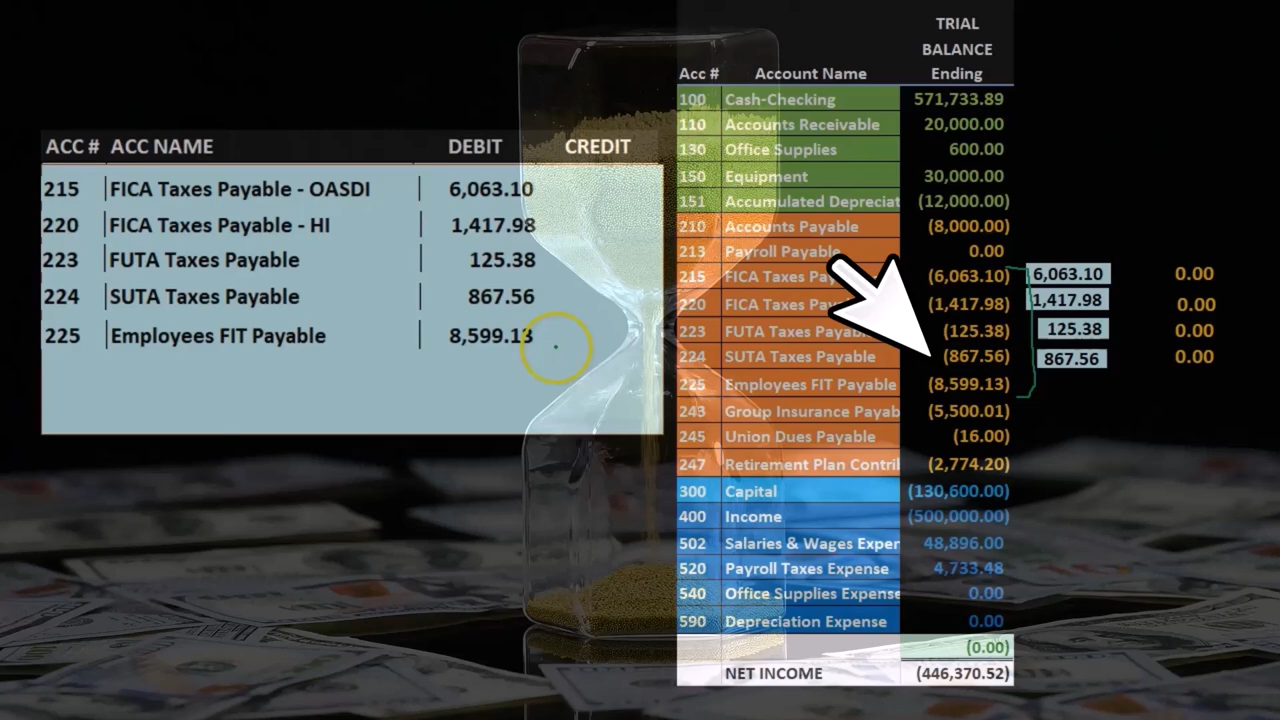 ACC # ACC NAME DEBIT CREDIT
215 FICA Taxes Payable - OASDI 6,063.10
220 FICA Taxes Payable - HI 1,417.98
223 FUTA Taxes Payable 125.38
224 SUTA Taxes Payable 867.56
225 Employees FIT Payable 8,599.13
TRIAL
BALANCE
Acc # Account Name Ending
100 Cash-Checking 571,733.89
110 Accounts Receivable 20,000.00
130 Office Supplies 600.00
150 Equipment 30,000.00
151 Accumulated Depreciat (12,000.00)
210 Accounts Payable (8,000.00)
213 Payroll Payable 0.00
215 FICA Taxes Pay (6,063.10) 6,063.10 0.00
220 FICA Taxes Pay (1,417.98) 1,417.98 0.00
223 FUTA Taxes Payable (125.38) 125.38 0.00
224 SUTA Taxes Payable (867.56) 867.56 0.00
225 Employees FIT Payable (8,599.13)
243 Group Insurance Payab (5,500.01)
245 Union Dues Payable (16.00)
247 Retirement Plan Contril (2,774.20)
300 Capital (130,600.00)
400 Income (500,000.00)
502 Salaries & Wages Exper 48,896.00
520 Payroll Taxes Expense 4,733.48
540 Office Supplies Expense 0.00
590 Depreciation Expense 0.00
(0.00)
NET INCOME (446,370.52)